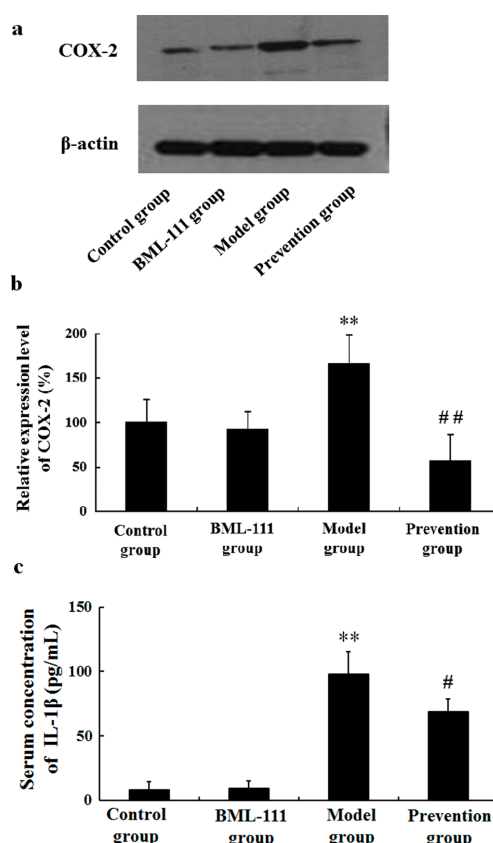 a
COX-2
β-actin
Control group
BML-111 group
Model group
Prevention group
b
Relative expression level
of COX-2 (%)
200
150
100
50
0
**
# #
Control
group
BML-111
group
Model
group
Prevention
group
c
Serum concentration
of IL-1β (pg/mL)
150
100
50
0
**
#
Control
group
BML-111
group
Model
group
Prevention
group